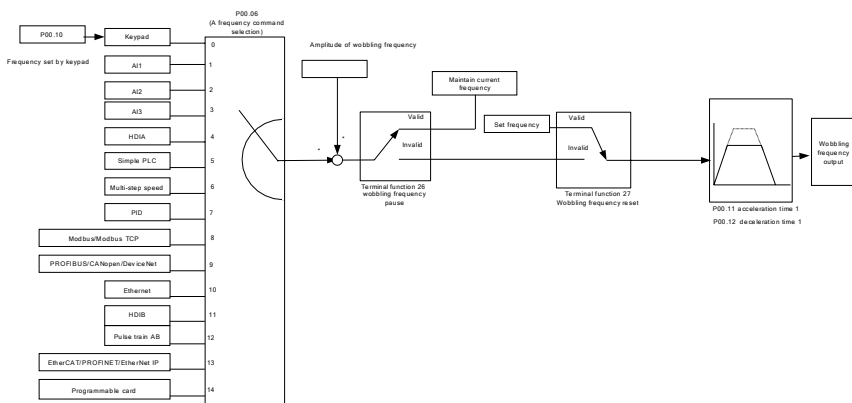 P00.06
(A frequency command
selection)
P00.10
Keypad
0
Frequency set by keypad
AI1
1
AI2
2
AI3
3
HDIA
4
Simple PLC
5
Multi-step speed
6
PID
7
Modbus/Modbus TCP
8
PROFIBUS/CANopen/DeviceNet
9
Ethernet
10
HDIB
11
Pulse train AB
12
EtherCAT/PROFINET/EtherNet IP
13
Programmable card
14
Amplitude of wobbling frequency
Maintain current
frequency
Valid
Invalid
Terminal function 26
wobbling frequency
pause
Set frequency
Valid
Invalid
Terminal function 27
Wobbling frequency reset
P00.11 acceleration time 1
P00.12 deceleration time 1
Wobbling
frequency
output